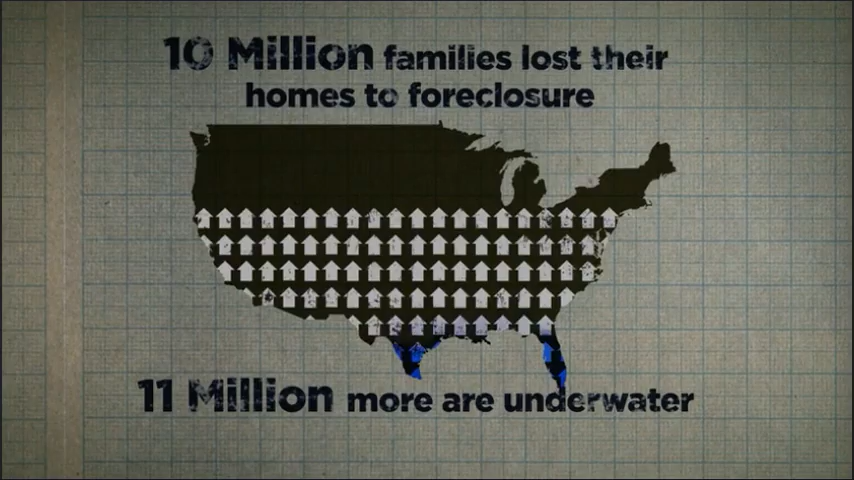 10 Million families lost their
homes to foreclosure
11 Million more are underwater